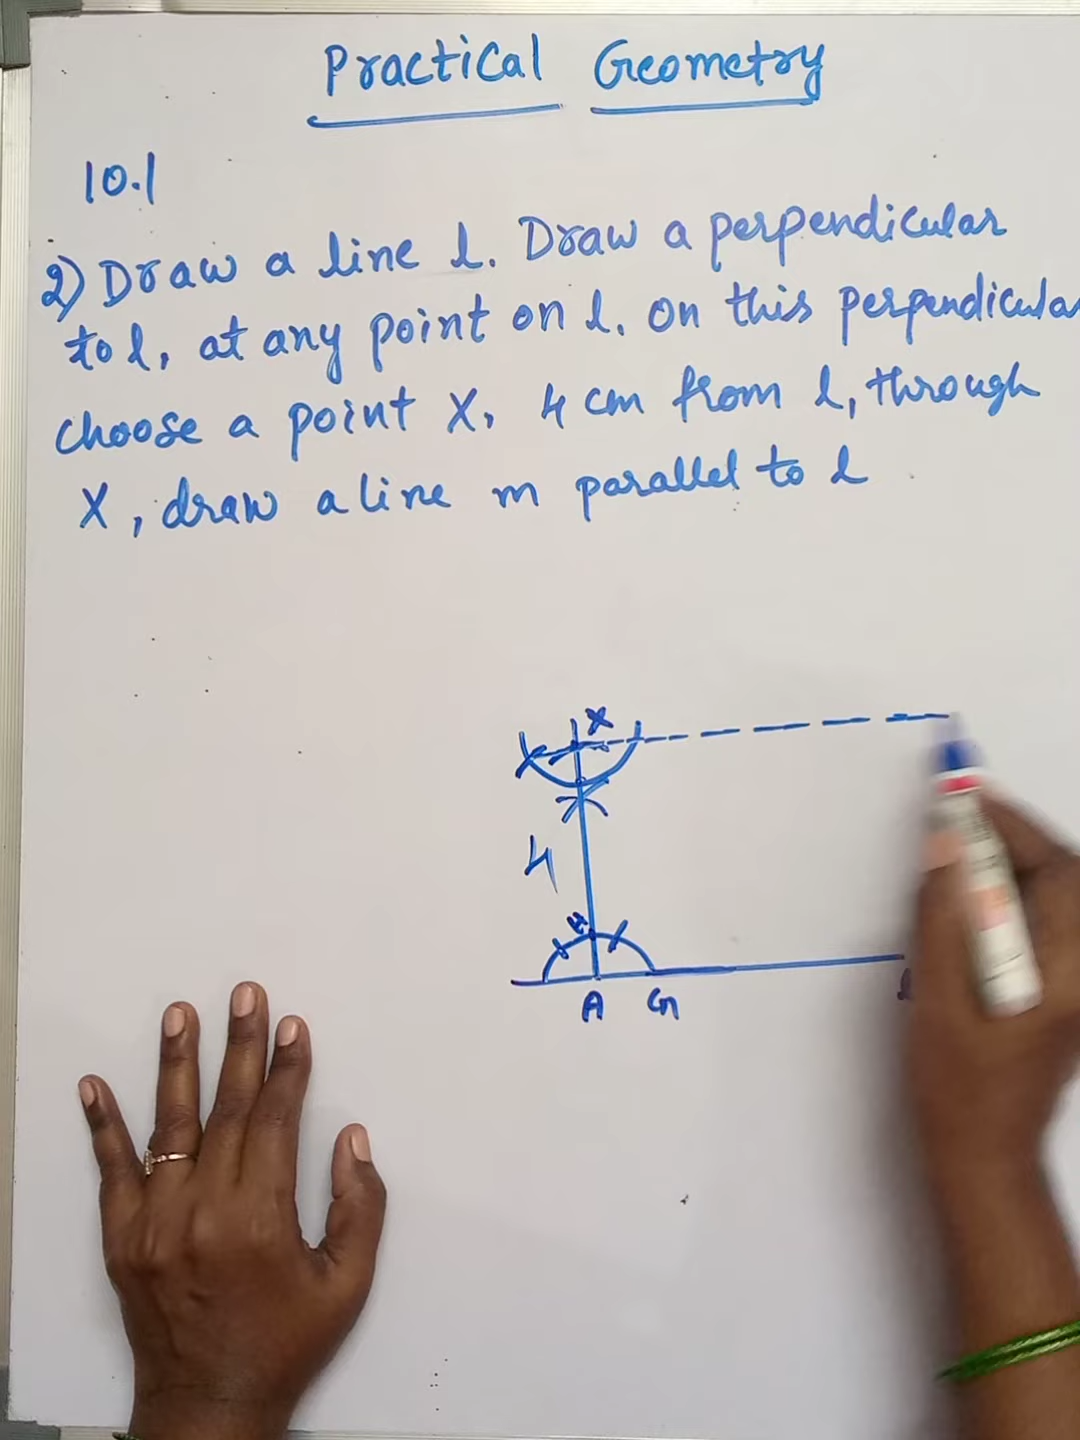 Practical Geometry
10.1
2) Draw a line l. Draw a perpendicular
to l, at any point on l. on this perpendicular
choose a point X, 4 cm from l, through
X, draw a line m parallel to l
X
4
H
A G
l